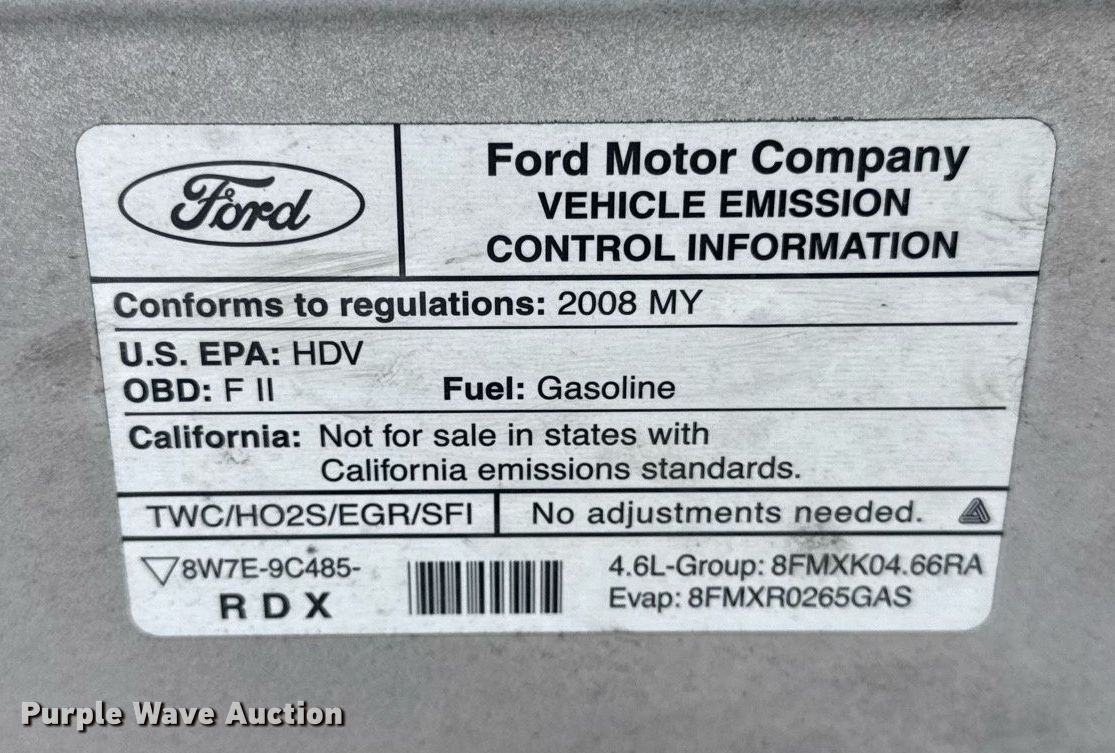 Ford
Ford Motor Company
VEHICLE EMISSION
CONTROL INFORMATION
Conforms to regulations: 2008 MY
U.S. EPA: HDV
OBD: F II Fuel: Gasoline
California: Not for sale in states with
California emissions standards.
TWC/HO2S/EGR/SFI No adjustments needed.
8W7E-9C485-
R D X
4.6L-Group: 8FMXK04.66RA
Evap: 8FMXR0265GAS
Purple Wave Auction